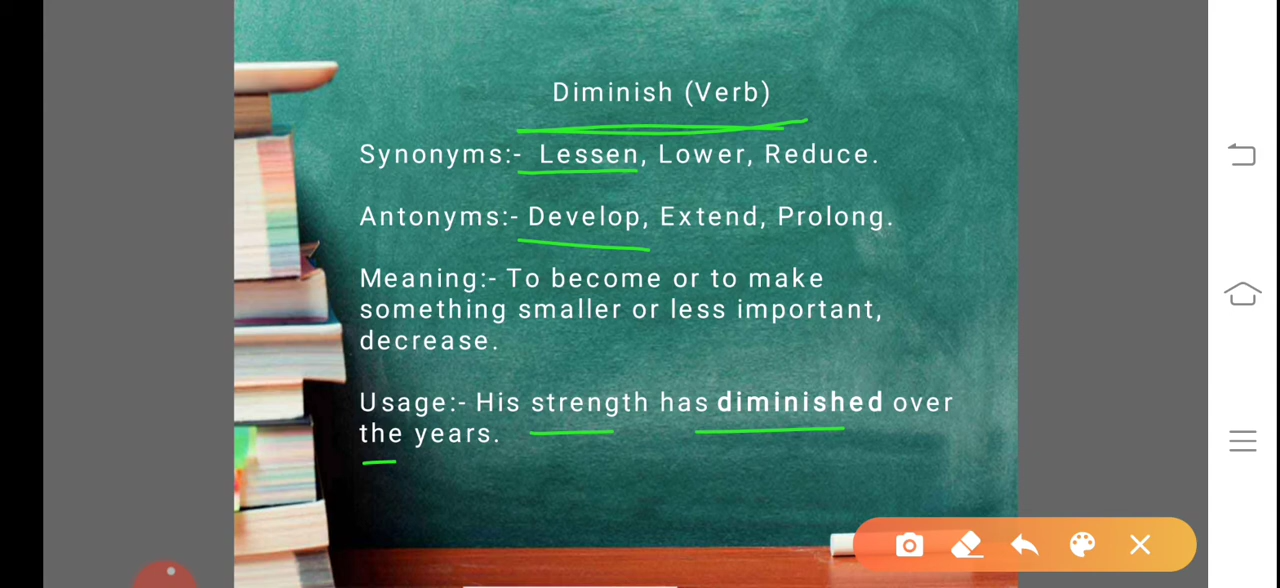 Diminish (Verb)
Synonyms:- Lessen, Lower, Reduce.
Antonyms:- Develop, Extend, Prolong.
Meaning:- To become or to make
something smaller or less important,
decrease.
Usage:- His strength has diminished over
the years.